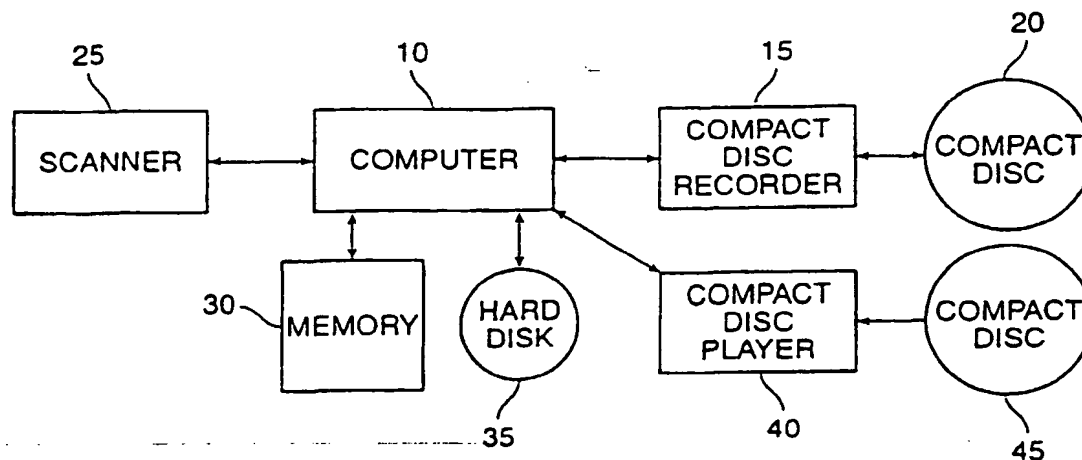 25
10
15
20
SCANNER
COMPUTER
COMPACT
DISC
RECORDER
COMPACT
DISC
30
MEMORY
HARD
DISK
COMPACT
DISC
PLAYER
COMPACT
DISC
35
40
45